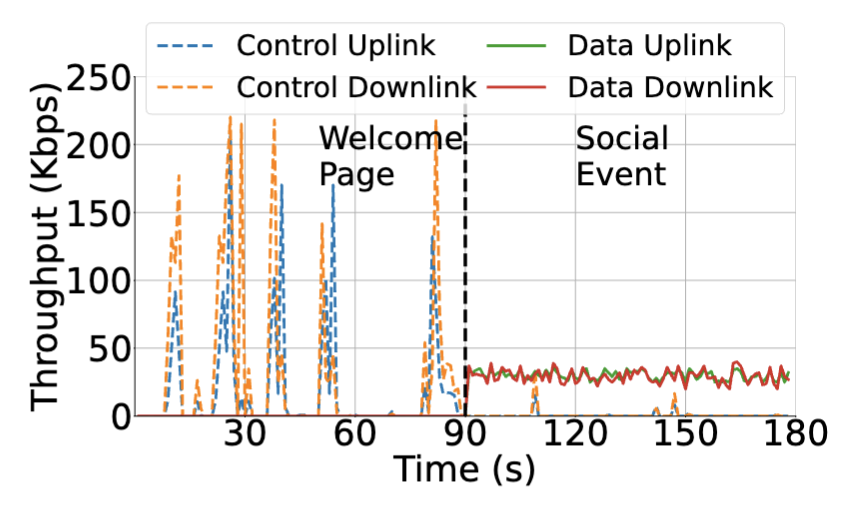 Control Uplink
Data Uplink
Control Downlink
Data Downlink
Throughput (Kbps)
250
200
150
100
50
0
Welcome
Page
Social
Event
30
60
90
120
150
180
Time (s)